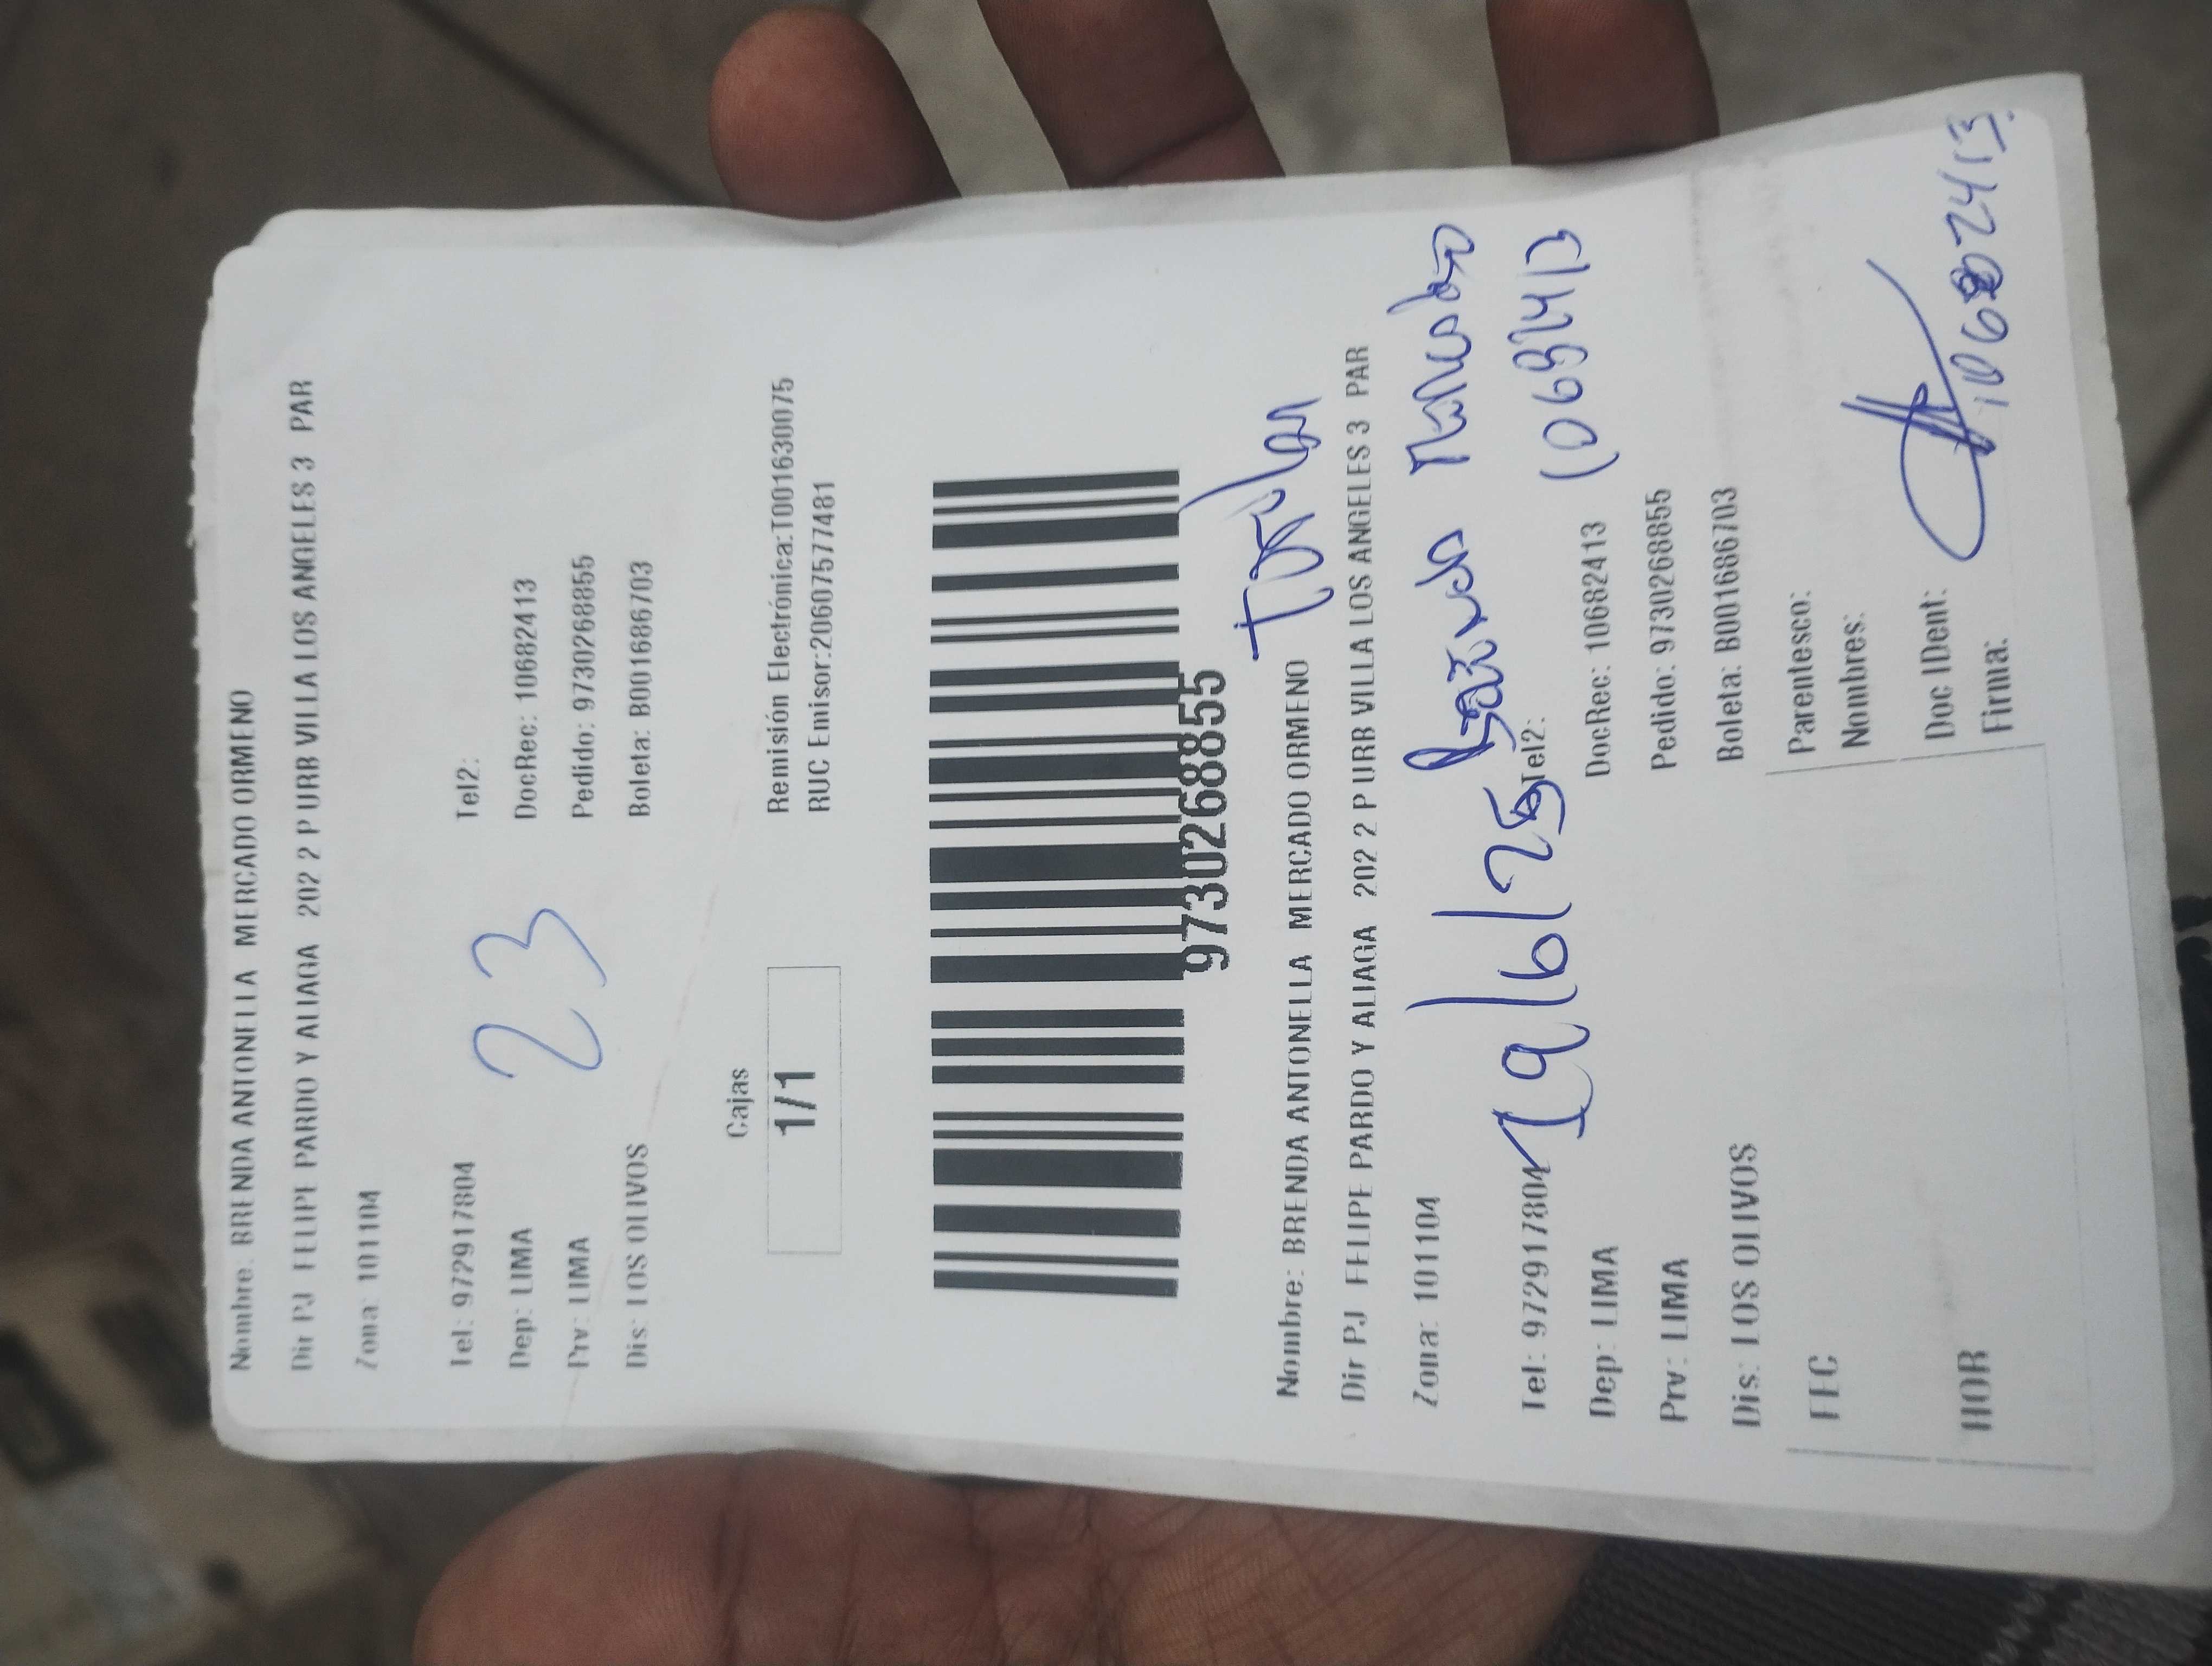 Nombre: BRENDA ANTONELLA MERCADO ORMENO
Dir PJ FELIPE PARDO Y ALIAGA 202 2 P URB VILLA LOS ANGELES 3 PAR
Zona: 101104
Tel: 972917804 Tel2:
Dep: LIMA DocRec: 10682413
23
Prv: LIMA Pedido: 9730268855
Dis: LOS OLIVOS Boleta: B001686703
Cajas
1/1
Remisión Electrónica:T001630075
RUC Emisor:20607577481
9730268855
Titular
Nombre: BRENDA ANTONELLA MERCADO ORMENO
Dir PJ FELIPE PARDO Y ALIAGA 202 2 P URB VILLA LOS ANGELES 3 PAR
Zona: 101104
Brenda Mercado
Tel: 972917804 Tel2:
19/6/25
Dep: LIMA DocRec: 10682413
Prv: LIMA Pedido: 9730268855
Dis: LOS OLIVOS Boleta: B001686703
FEC Parentesco:
Nombres:
HOR Doc IDent:
Firma:
10682413